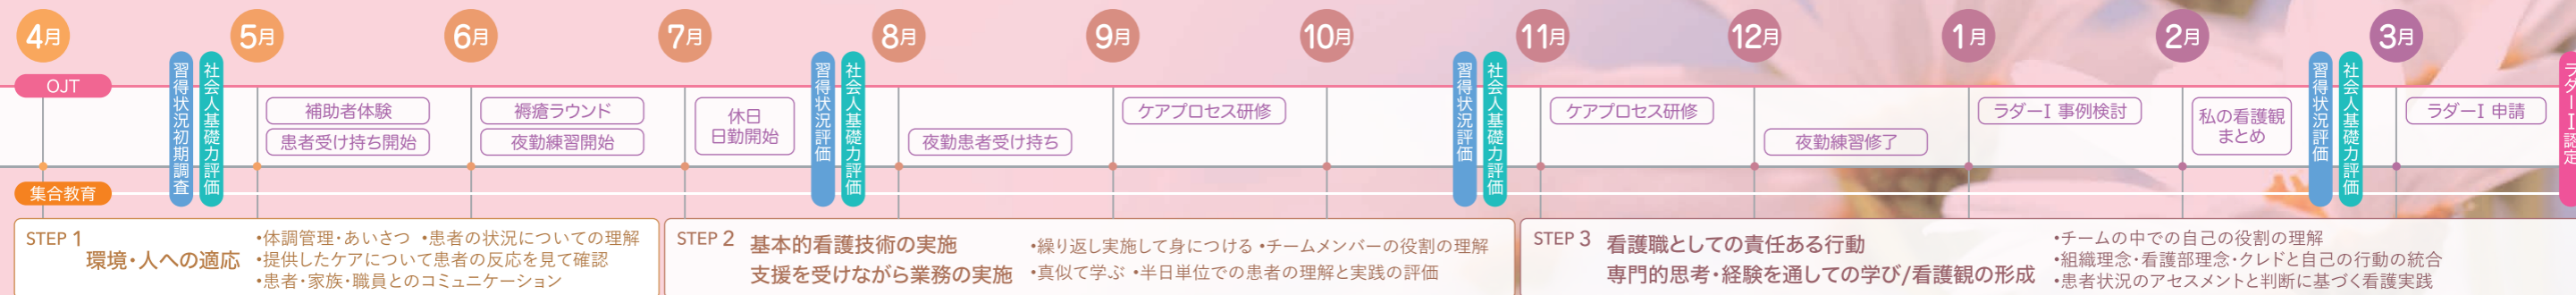 4月
5月
6月
7月
8月
9月
10月
11月
12月
1月
2月
3月
OJT
習得状況初期調査
社会人基礎力評価
補助者体験
患者受け持ち開始
褥瘡ラウンド
夜勤練習開始
休日
日勤開始
習得状況評価
社会人基礎力評価
夜勤患者受け持ち
ケアプロセス研修
習得状況評価
社会人基礎力評価
ケアプロセス研修
夜勤練習修了
ラダーI 事例検討
私の看護観
まとめ
習得状況評価
社会人基礎力評価
ラダーI 申請
ラダーI 認定
集合教育
STEP 1
環境・人への適応
•体調管理・あいさつ •患者の状況についての理解
•提供したケアについて患者の反応を見て確認
•患者・家族・職員とのコミュニケーション
STEP 2
基本的看護技術の実施
支援を受けながら業務の実施
•繰り返し実施して身につける •チームメンバーの役割の理解
•真似て学ぶ •半日単位での患者の理解と実践の評価
STEP 3
看護職としての責任ある行動
専門的思考・経験を通しての学び/看護観の形成
•チームの中での自己の役割の理解
•組織理念・看護部理念・クレドと自己の行動の統合
•患者状況のアセスメントと判断に基づく看護実践